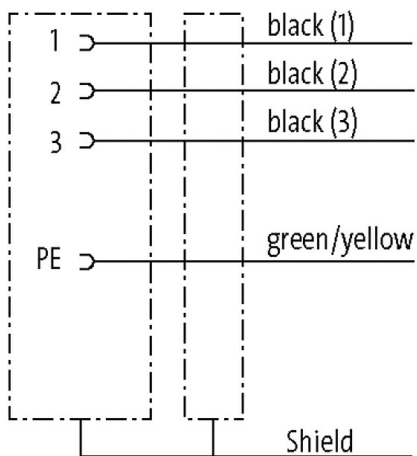 1 black (1)
2 black (2)
3 black (3)
PE green/yellow
Shield